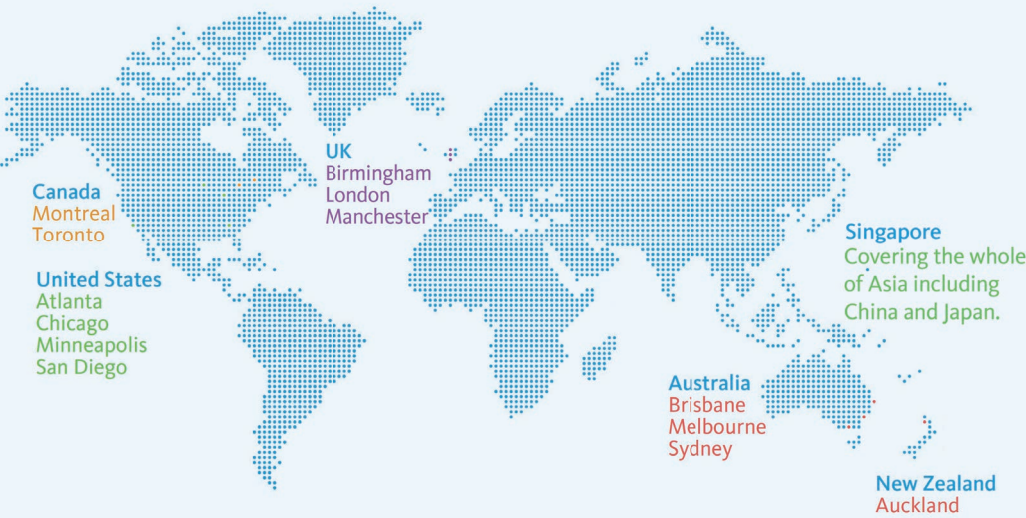 UK
Birmingham
London
Manchester
Canada
Montreal
Toronto
United States
Atlanta
Chicago
Minneapolis
San Diego
Singapore
Covering the whole
of Asia including
China and Japan.
Australia
Brisbane
Melbourne
Sydney
New Zealand
Auckland